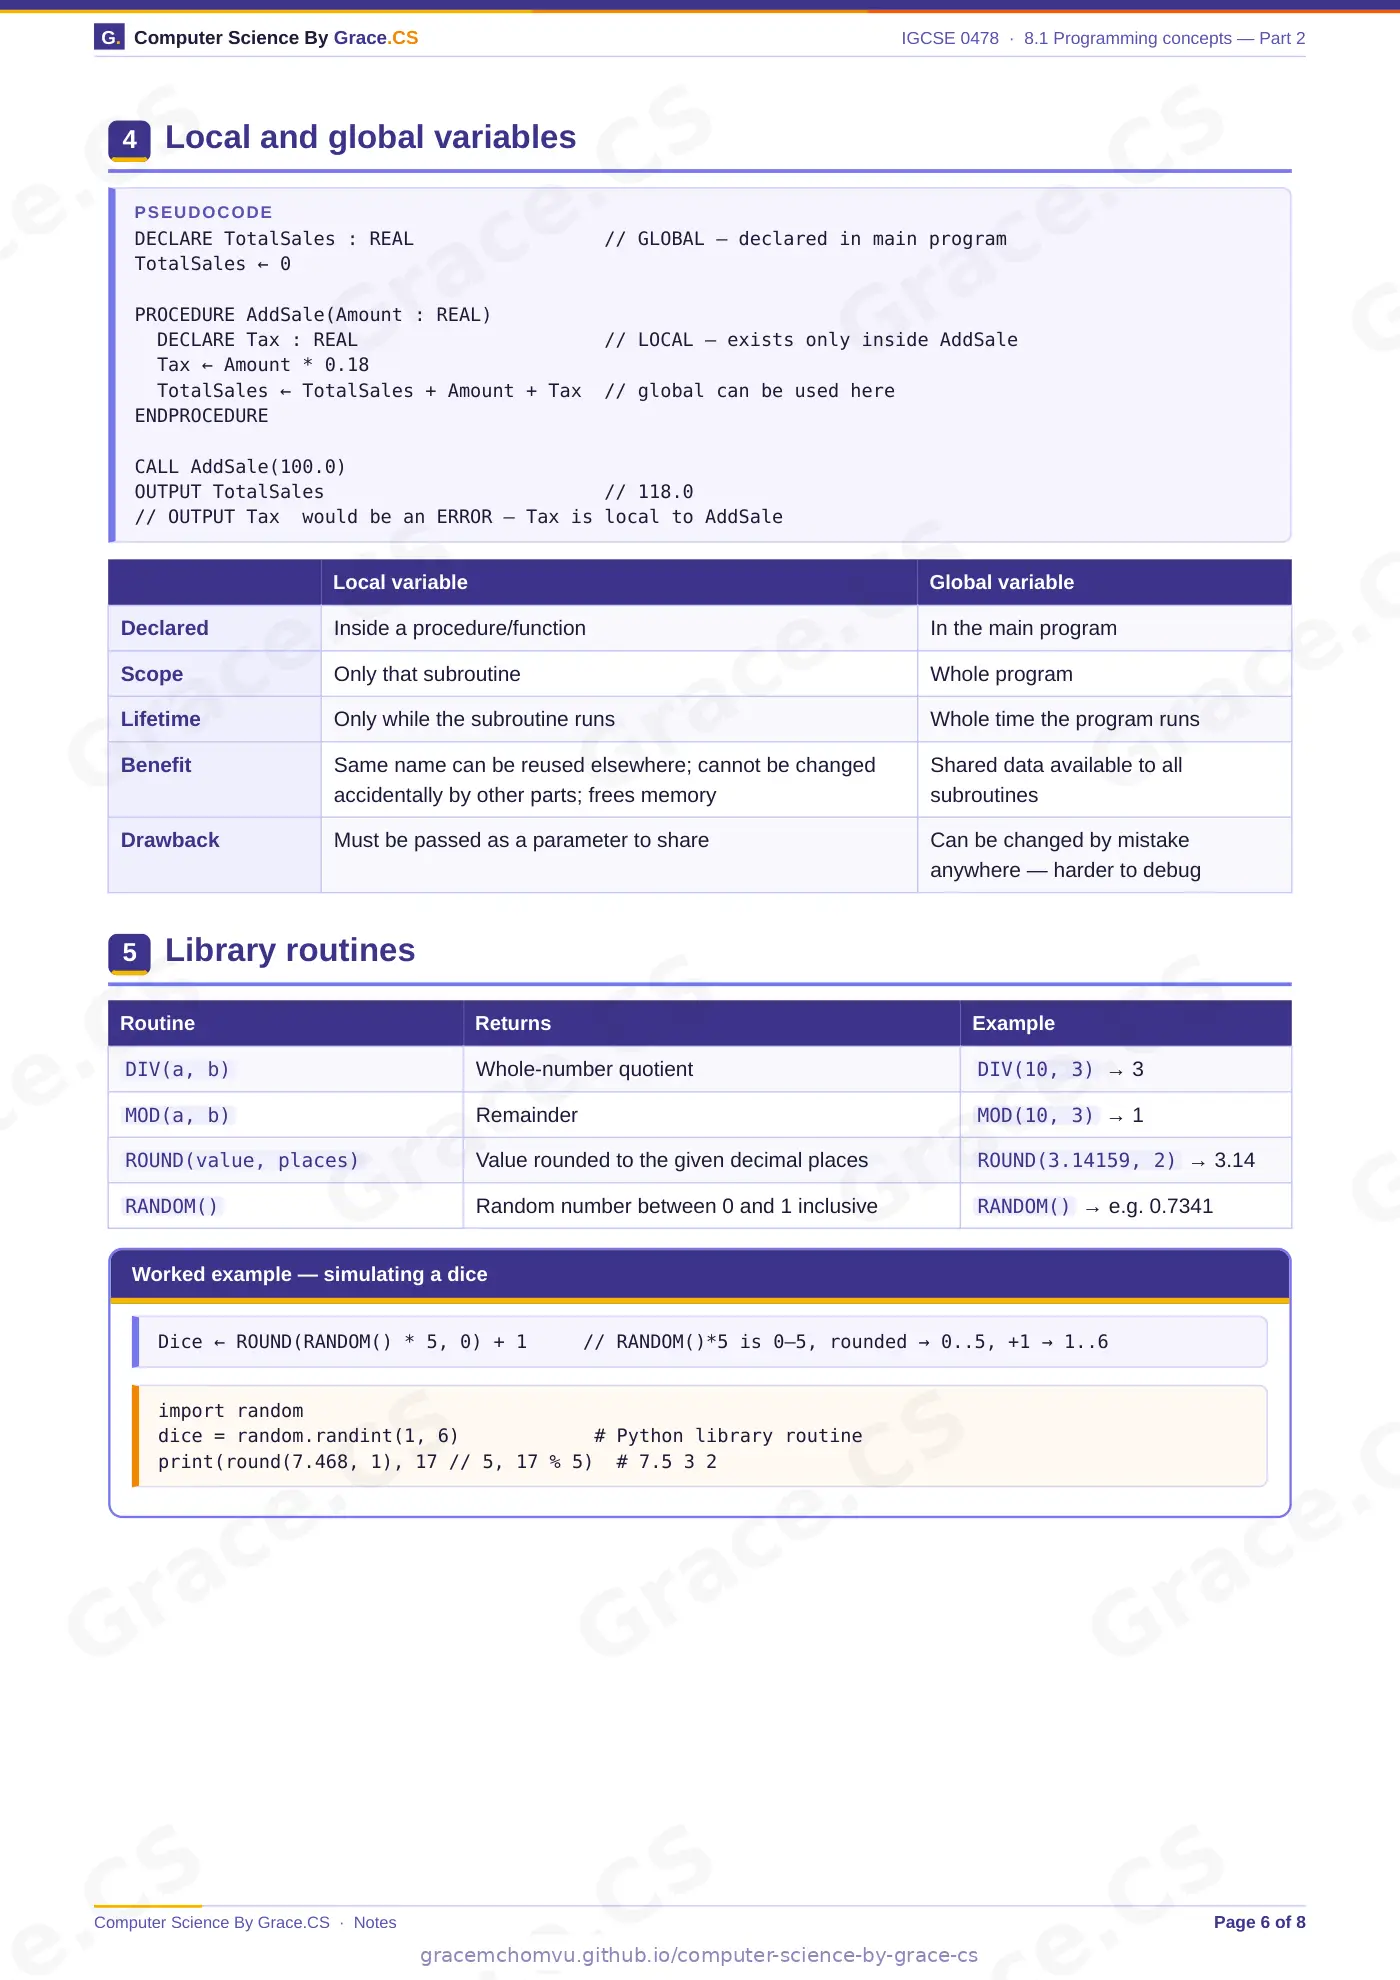 G. Computer Science By Grace.CS
IGCSE 0478 · 8.1 Programming concepts — Part 2
4 Local and global variables
PSEUDOCODE
DECLARE TotalSales : REAL                 // GLOBAL — declared in main program
TotalSales ← 0
PROCEDURE AddSale(Amount : REAL)
  DECLARE Tax : REAL                      // LOCAL — exists only inside AddSale
  Tax ← Amount * 0.18
  TotalSales ← TotalSales + Amount + Tax  // global can be used here
ENDPROCEDURE
CALL AddSale(100.0)
OUTPUT TotalSales                         // 118.0
// OUTPUT Tax  would be an ERROR — Tax is local to AddSale
Local variable Global variable
Declared Inside a procedure/function In the main program
Scope Only that subroutine Whole program
Lifetime Only while the subroutine runs Whole time the program runs
Benefit Same name can be reused elsewhere; cannot be changed Shared data available to all
accidentally by other parts; frees memory subroutines
Drawback Must be passed as a parameter to share Can be changed by mistake
anywhere — harder to debug
5 Library routines
Routine Returns Example
DIV(a, b) Whole-number quotient DIV(10, 3) → 3
MOD(a, b) Remainder MOD(10, 3) → 1
ROUND(value, places) Value rounded to the given decimal places ROUND(3.14159, 2) → 3.14
RANDOM() Random number between 0 and 1 inclusive RANDOM() → e.g. 0.7341
Worked example — simulating a dice
Dice ← ROUND(RANDOM() * 5, 0) + 1     // RANDOM()*5 is 0–5, rounded → 0..5, +1 → 1..6
import random
dice = random.randint(1, 6)            # Python library routine
print(round(7.468, 1), 17 // 5, 17 % 5)  # 7.5 3 2
Computer Science By Grace.CS · Notes
Page 6 of 8
gracemchomvu.github.io/computer-science-by-grace-cs